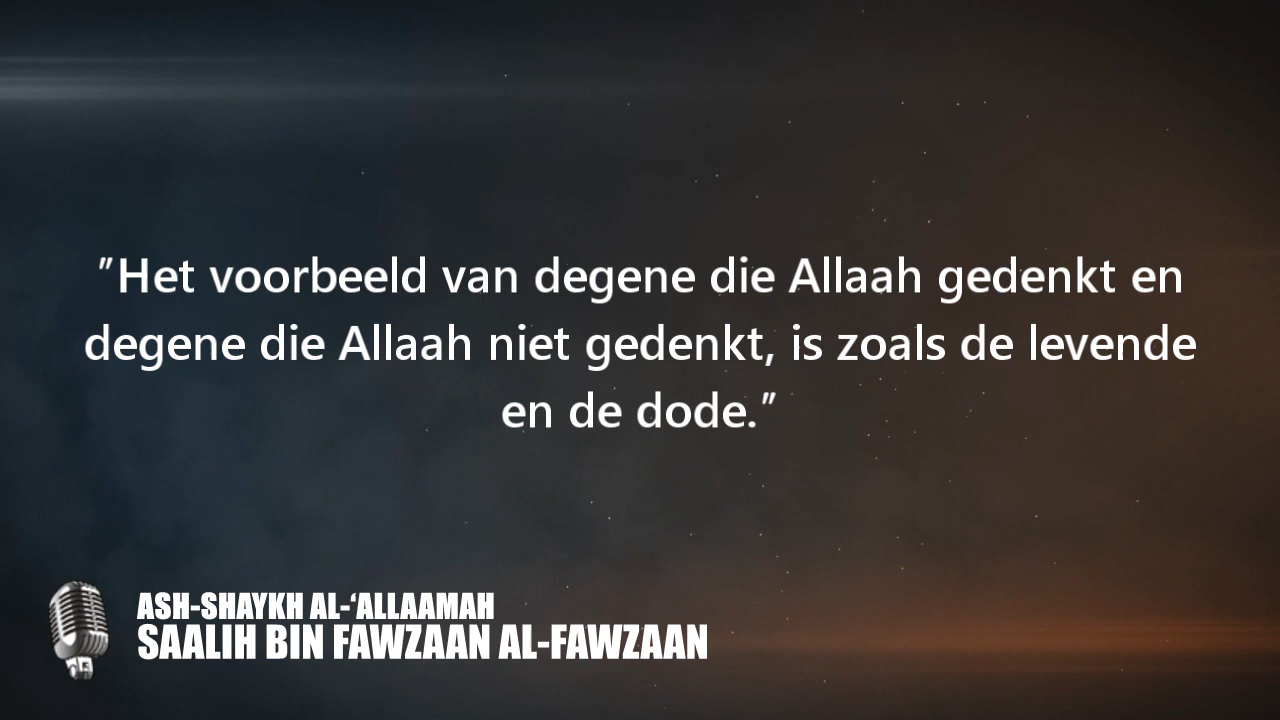 "Het voorbeeld van degene die Allaah gedenkt en
degene die Allaah niet gedenkt, is zoals de levende
en de dode."
ASH-SHAYKH AL-‘ALLAAMAH
SAALIH BIN FAWZAAN AL-FAWZAAN